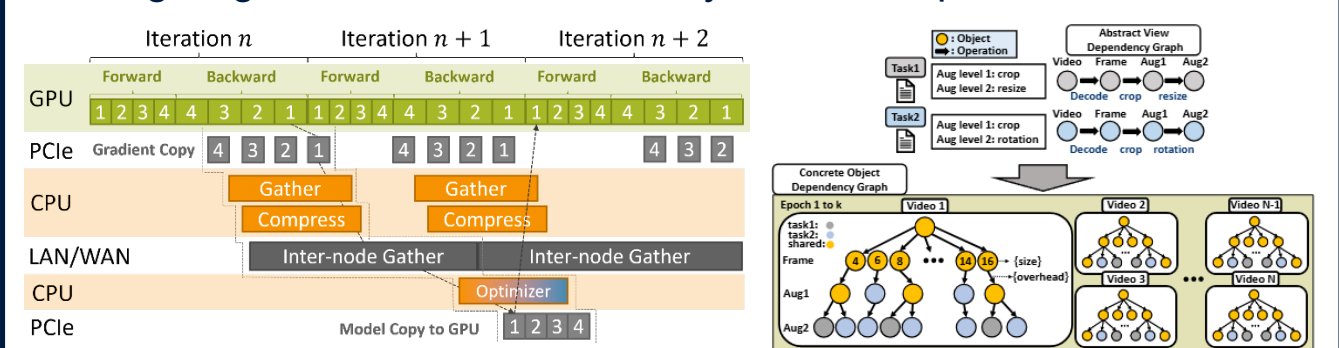 Iteration n
Iteration n + 1
Iteration n + 2
Forward Backward Forward Backward Forward Backward
GPU
1 2 3 4 4 3 2 1 1 2 3 4 4 3 2 1 1 2 3 4 4 3 2 1
PCIe
Gradient Copy
4 3 2 1 4 3 2 1 4 3 2
CPU
Gather
Gather
Compress
Compress
LAN/WAN
Inter-node Gather
Inter-node Gather
CPU
Optimizer
PCIe
Model Copy to GPU
1 2 3 4
: Object
: Operation
Abstract View
Dependency Graph
Task1
Aug level 1: crop
Aug level 2: resize
Video Frame Aug1 Aug2
Decode crop resize
Task2
Aug level 1: crop
Aug level 2: rotation
Video Frame Aug1 Aug2
Decode crop rotation
Concrete Object
Dependency Graph
Epoch 1 to k
Video 1
task1:
task2:
shared:
Frame
4 6 8 ••• 14 16
{size}
{overhead}
Aug1
Aug2
Video 2
...
Video N-1
...
Video 3
...
•••
Video N
...